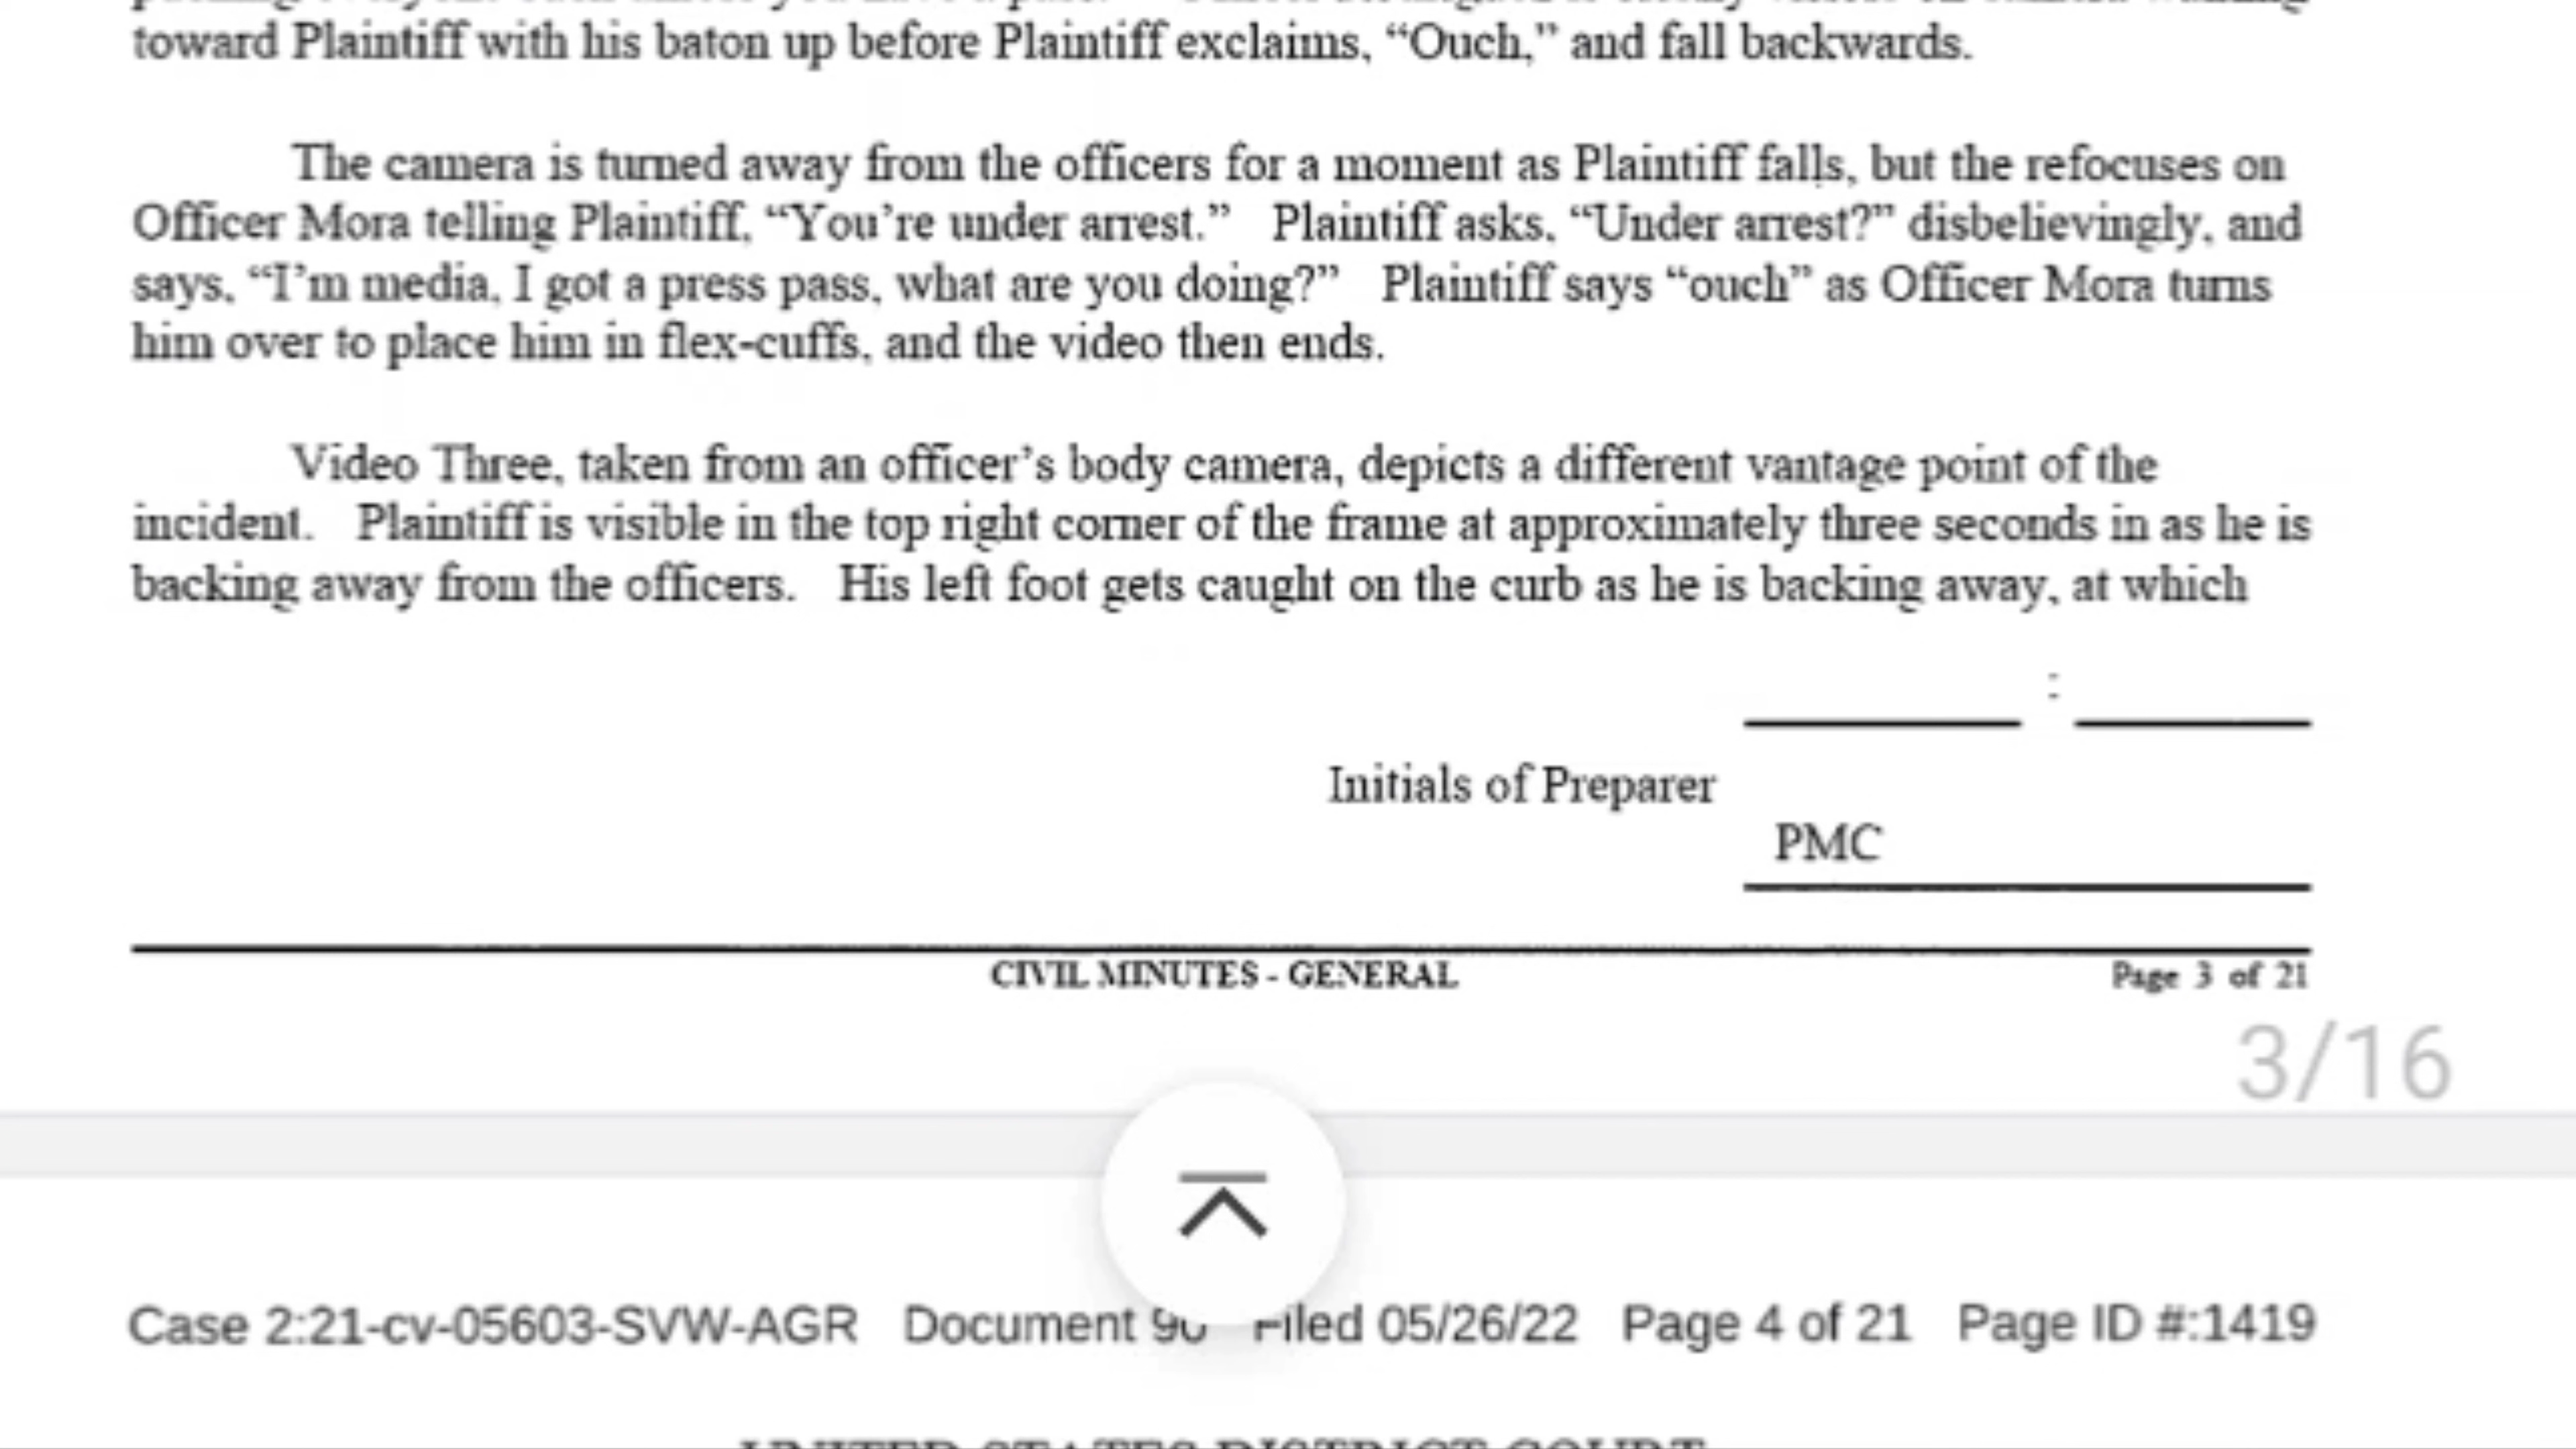 toward Plaintiff with his baton up before Plaintiff exclaims, “Ouch,” and fall backwards.
The camera is turned away from the officers for a moment as Plaintiff falls, but the refocuses on
Officer Mora telling Plaintiff, “You’re under arrest.” Plaintiff asks, “Under arrest?” disbelievingly, and
says, “I’m media, I got a press pass, what are you doing?” Plaintiff says “ouch” as Officer Mora turns
him over to place him in flex-cuffs, and the video then ends.
Video Three, taken from an officer’s body camera, depicts a different vantage point of the
incident. Plaintiff is visible in the top right corner of the frame at approximately three seconds in as he is
backing away from the officers. His left foot gets caught on the curb as he is backing away, at which
:
Initials of Preparer
PMC
CIVIL MINUTES - GENERAL Page 3 of 21
3/16
Case 2:21-cv-05603-SVW-AGR Document Filed 05/26/22 Page 4 of 21 Page ID #:1419
UNITED STATES DISTRICT COURT